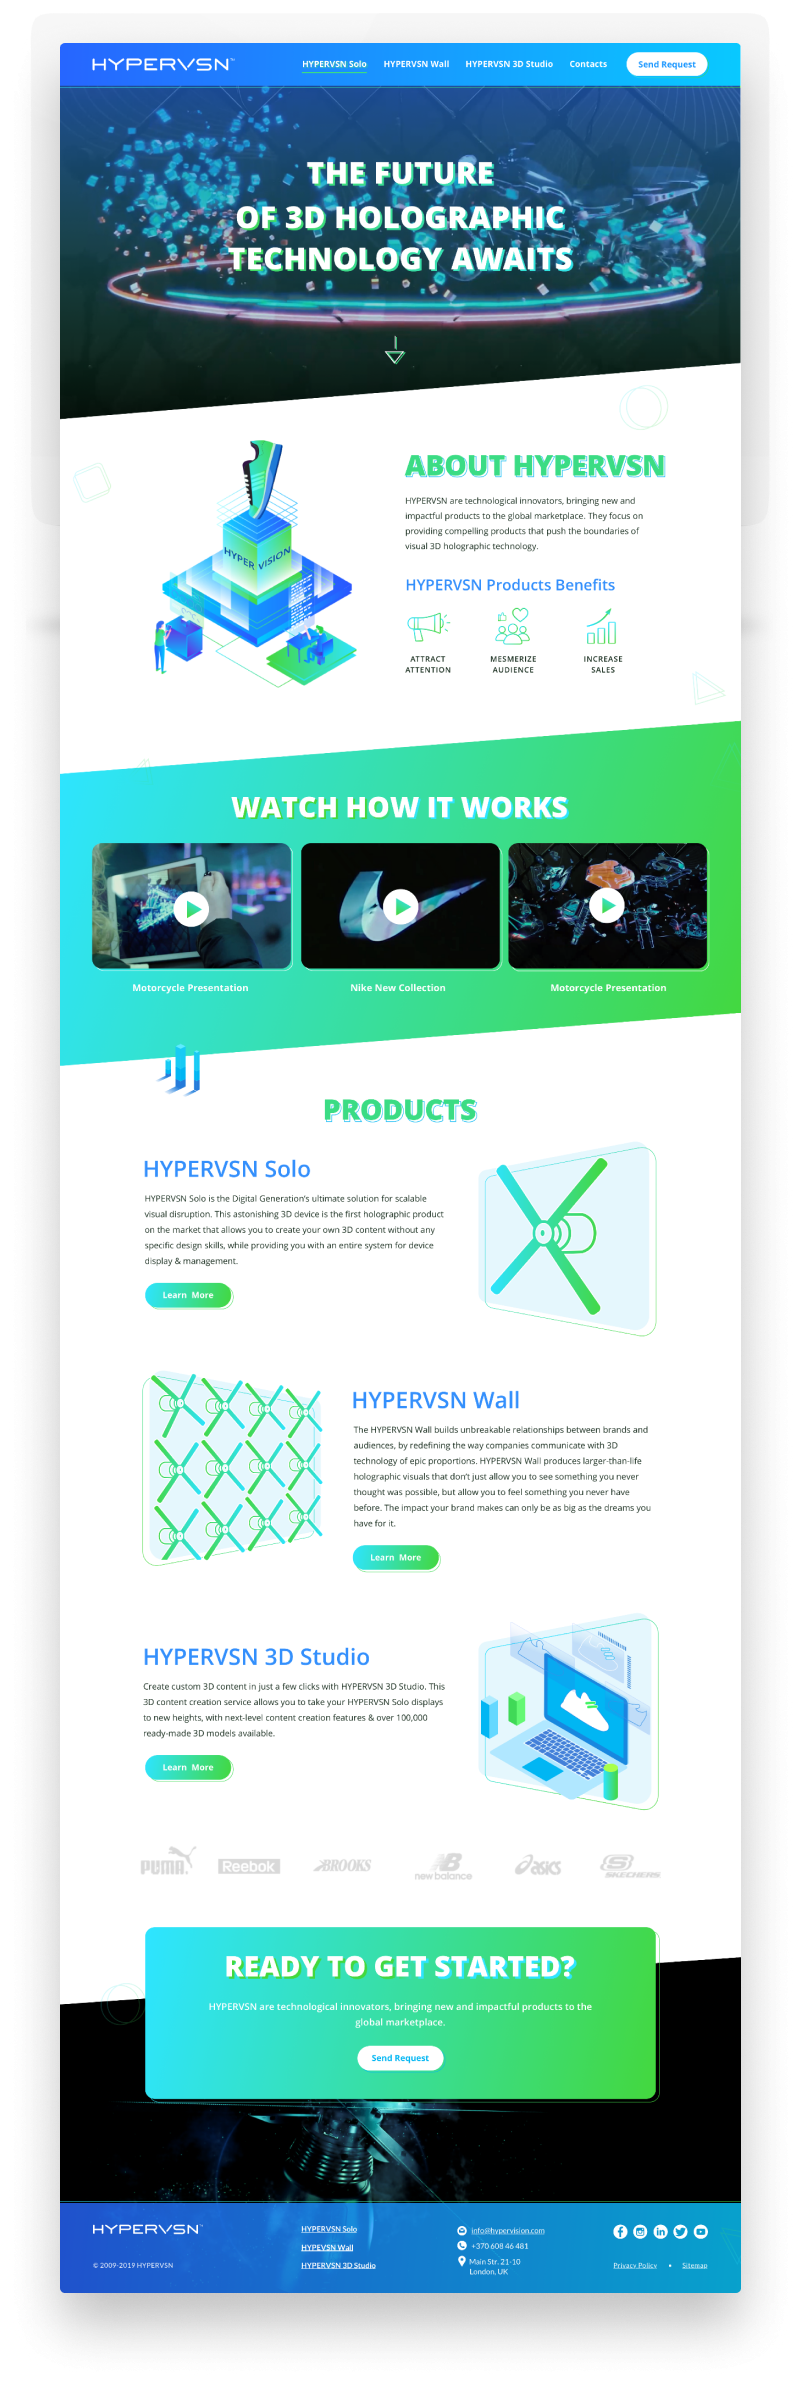 HYPERVSN™
HYPERVSN Solo HYPERVSN Wall HYPERVSN 3D Studio Contacts Send Request
THE FUTURE
OF 3D HOLOGRAPHIC
TECHNOLOGY AWAITS
HYPER VISION
ABOUT HYPERVSN
HYPERVSN are technological innovators, bringing new and
impactful products to the global marketplace. They focus on
providing compelling products that push the boundaries of
visual 3D holographic technology.
HYPERVSN Products Benefits
ATTRACT
ATTENTION
MESMERIZE
AUDIENCE
INCREASE
SALES
WATCH HOW IT WORKS
Motorcycle Presentation
Nike New Collection
Motorcycle Presentation
PRODUCTS
HYPERVSN Solo
HYPERVSN Solo is the Digital Generation's ultimate solution for scalable
visual disruption. This astonishing 3D device is the first holographic product
on the market that allows you to create your own 3D content without any
specific design skills, while providing you with an entire system for device
display & management.
Learn More
HYPERVSN Wall
The HYPERVSN Wall builds unbreakable relationships between brands and
audiences, by redefining the way companies communicate with 3D
technology of epic proportions. HYPERVSN Wall produces larger-than-life
holographic visuals that don't just allow you to see something you never
thought was possible, but allow you to feel something you never have
before. The impact your brand makes can only be as big as the dreams you
have for it.
Learn More
HYPERVSN 3D Studio
Create custom 3D content in just a few clicks with HYPERVSN 3D Studio. This
3D content creation service allows you to take your HYPERVSN Solo displays
to new heights, with next-level content creation features & over 100,000
ready-made 3D models available.
Learn More
PUMA
Reebok
BROOKS
new balance
asics
SKECHERS
READY TO GET STARTED?
HYPERVSN are technological innovators, bringing new and impactful products to the
global marketplace.
Send Request
HYPERVSN™
© 2009-2019 HYPERVSN
HYPERVSN Solo
HYPEVSN Wall
HYPERVSN 3D Studio
info@hypervision.com
+370 608 46 481
Main Str. 21-10
London, UK
Privacy Policy • Sitemap